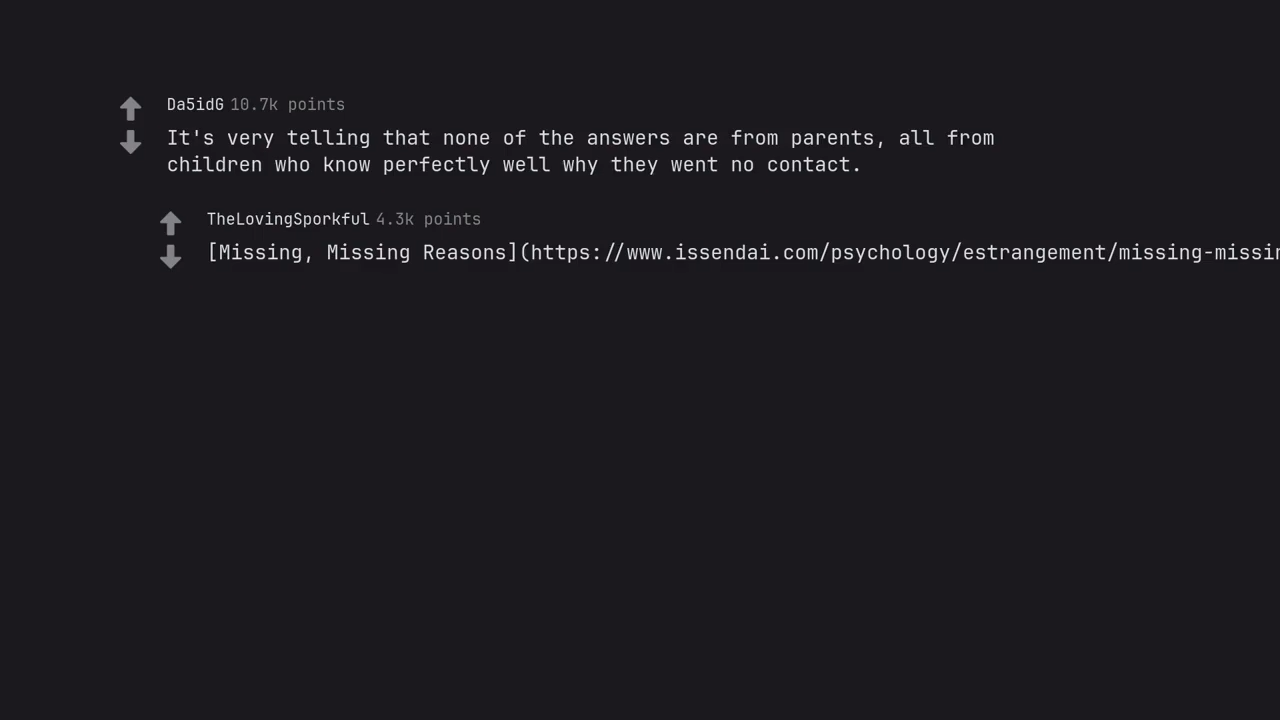 Da5idG 10.7k points
It's very telling that none of the answers are from parents, all from
children who know perfectly well why they went no contact.
TheLovingSporkful 4.3k points
[Missing, Missing Reasons](https://www.issendai.com/psychology/estrangement/missing-missin